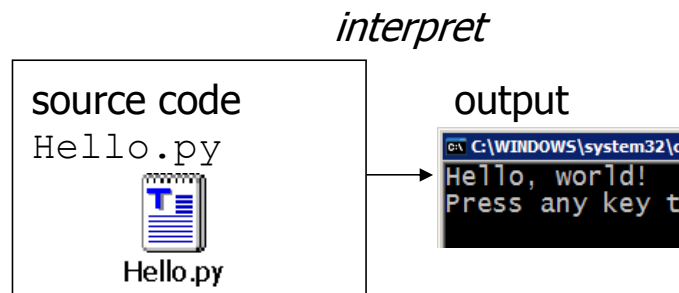 interpret
source code
Hello.py
Hello.py
output
C:\WINDOWS\system32\c
Hello, world!
Press any key t